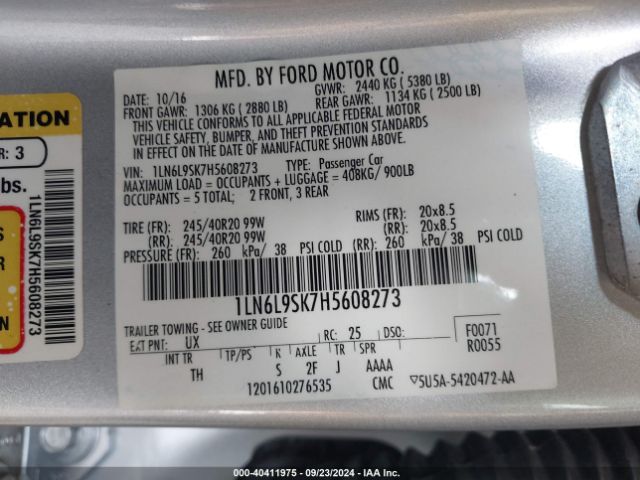 MFD. BY FORD MOTOR CO.
DATE: 10/16 GVWR: 2440 KG ( 5380 LB)
FRONT GAWR: 1306 KG ( 2880 LB) REAR GAWR: 1134 KG ( 2500 LB)
THIS VEHICLE CONFORMS TO ALL APPLICABLE FEDERAL MOTOR
VEHICLE SAFETY, BUMPER, AND THEFT PREVENTION STANDARDS
IN EFFECT ON THE DATE OF MANUFACTURE SHOWN ABOVE.
VIN: 1LN6L9SK7H5608273 TYPE: Passenger Car
MAXIMUM LOAD = OCCUPANTS + LUGGAGE = 408KG/ 900LB
OCCUPANTS = 5 TOTAL: 2 FRONT, 3 REAR
TIRE (FR): 245/40R20 99W RIMS (FR): 20x8.5
(RR): 245/40R20 99W (RR): 20x8.5
PRESSURE (FR): 260 kPa/ 38 PSI COLD (RR): 260 kPa/ 38 PSI COLD
1LN6L9SK7H5608273
TRAILER TOWING - SEE OWNER GUIDE
EXT PNT: UX RC: 25 DSO: F0071
R0055
INT TR TP/PS R AXLE TR SPR
TH S 2F J AAAA
1201610276535 CMC 5U5A-5420472-AA
ATION
R: 3
lbs.
S
R
N
1LN6L9SK7H5608273
000-40411975 - 09/23/2024 - IAA Inc.